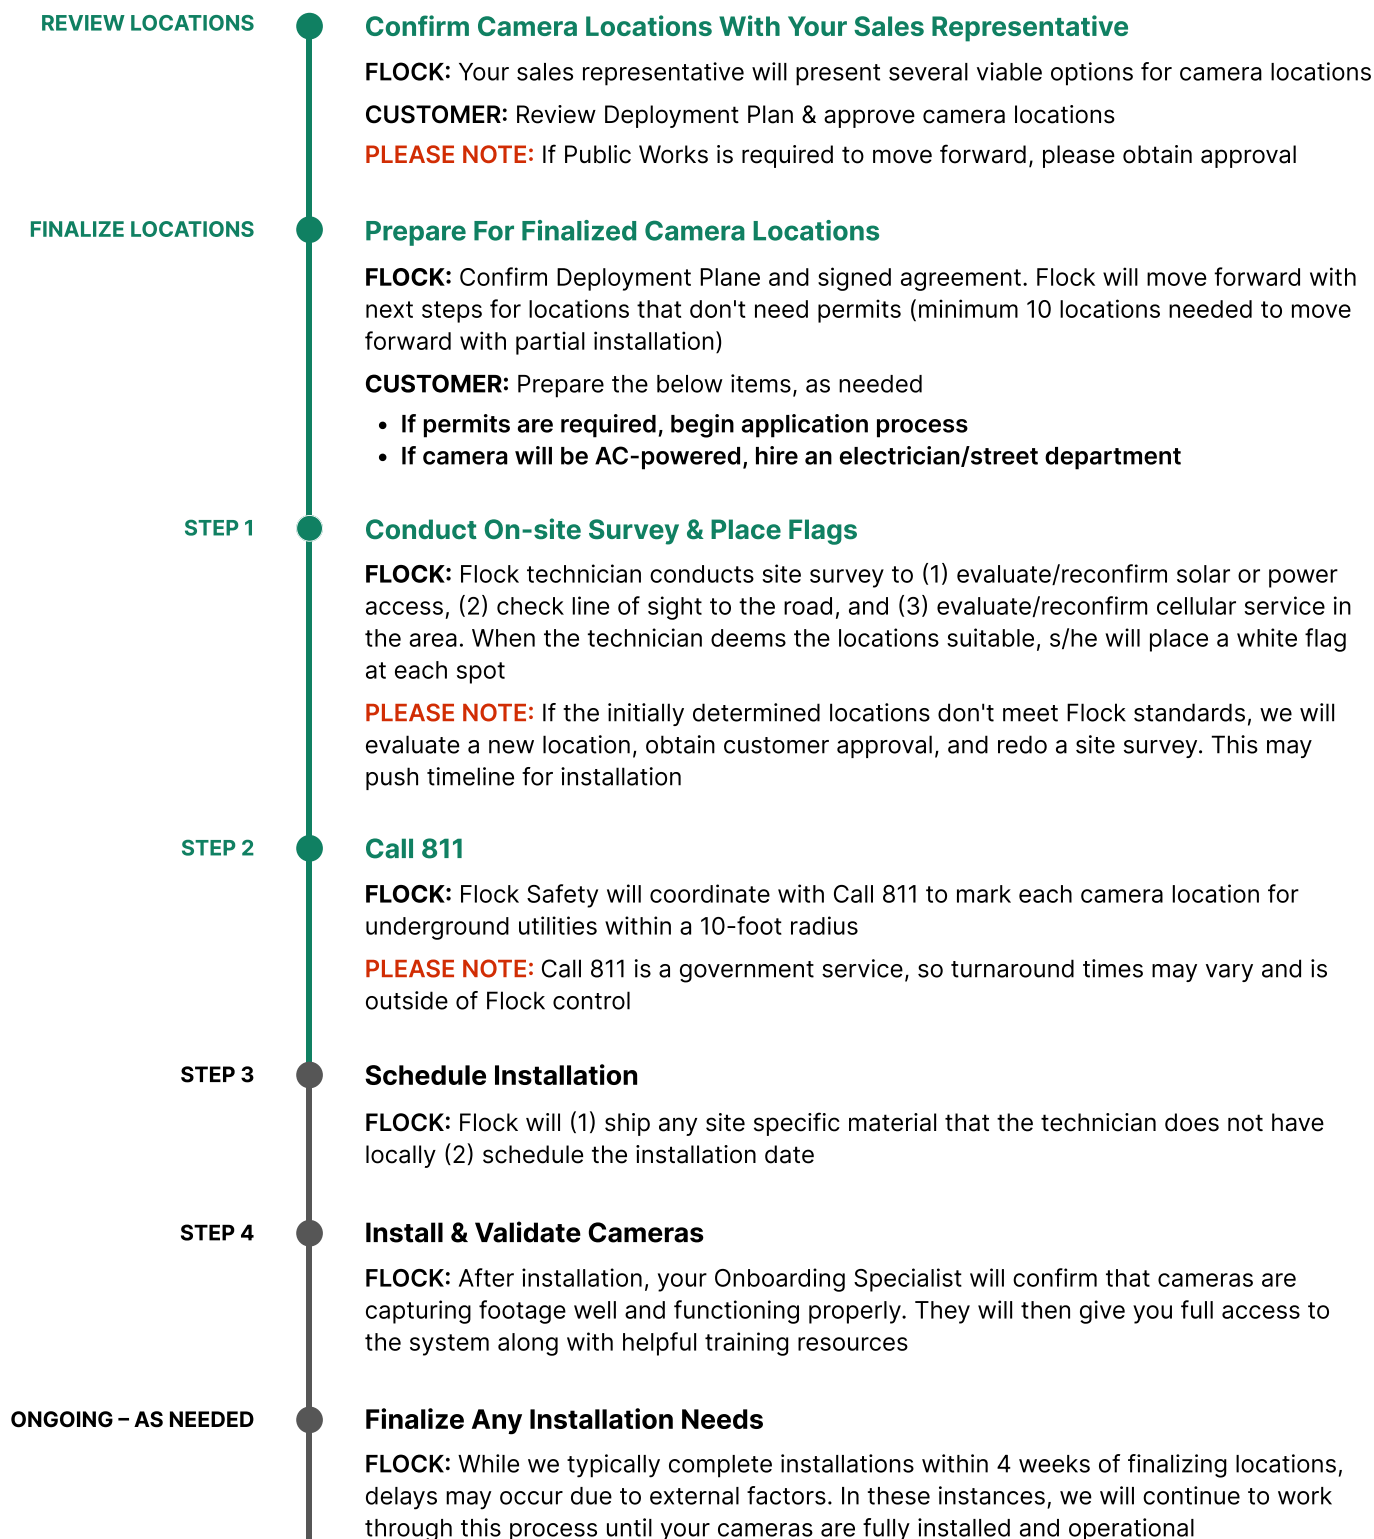 REVIEW LOCATIONS
Confirm Camera Locations With Your Sales Representative
FLOCK: Your sales representative will present several viable options for camera locations
CUSTOMER: Review Deployment Plan & approve camera locations
PLEASE NOTE: If Public Works is required to move forward, please obtain approval
FINALIZE LOCATIONS
Prepare For Finalized Camera Locations
FLOCK: Confirm Deployment Plane and signed agreement. Flock will move forward with
next steps for locations that don't need permits (minimum 10 locations needed to move
forward with partial installation)
CUSTOMER: Prepare the below items, as needed
• If permits are required, begin application process
• If camera will be AC-powered, hire an electrician/street department
STEP 1
Conduct On-site Survey & Place Flags
FLOCK: Flock technician conducts site survey to (1) evaluate/reconfirm solar or power
access, (2) check line of sight to the road, and (3) evaluate/reconfirm cellular service in
the area. When the technician deems the locations suitable, s/he will place a white flag
at each spot
PLEASE NOTE: If the initially determined locations don't meet Flock standards, we will
evaluate a new location, obtain customer approval, and redo a site survey. This may
push timeline for installation
STEP 2
Call 811
FLOCK: Flock Safety will coordinate with Call 811 to mark each camera location for
underground utilities within a 10-foot radius
PLEASE NOTE: Call 811 is a government service, so turnaround times may vary and is
outside of Flock control
STEP 3
Schedule Installation
FLOCK: Flock will (1) ship any site specific material that the technician does not have
locally (2) schedule the installation date
STEP 4
Install & Validate Cameras
FLOCK: After installation, your Onboarding Specialist will confirm that cameras are
capturing footage well and functioning properly. They will then give you full access to
the system along with helpful training resources
ONGOING – AS NEEDED
Finalize Any Installation Needs
FLOCK: While we typically complete installations within 4 weeks of finalizing locations,
delays may occur due to external factors. In these instances, we will continue to work
through this process until your cameras are fully installed and operational